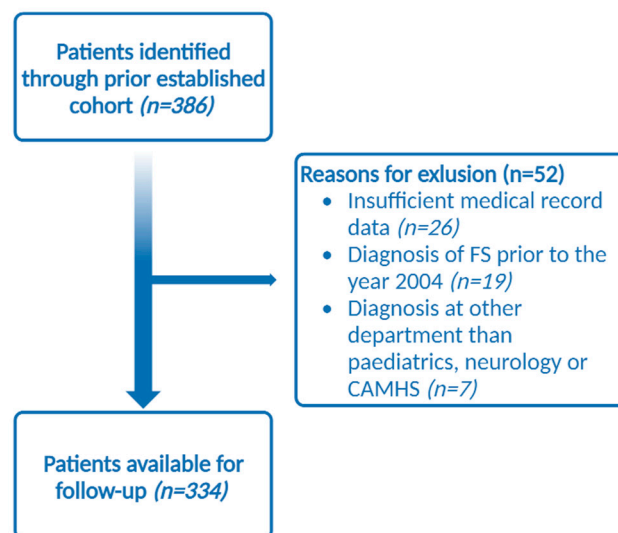 Patients identified
through prior established
cohort (n=386)
Reasons for exlusion (n=52)
• Insufficient medical record
data (n=26)
• Diagnosis of FS prior to the
year 2004 (n=19)
• Diagnosis at other
department than
paediatrics, neurology or
CAMHS (n=7)
Patients available for
follow-up (n=334)